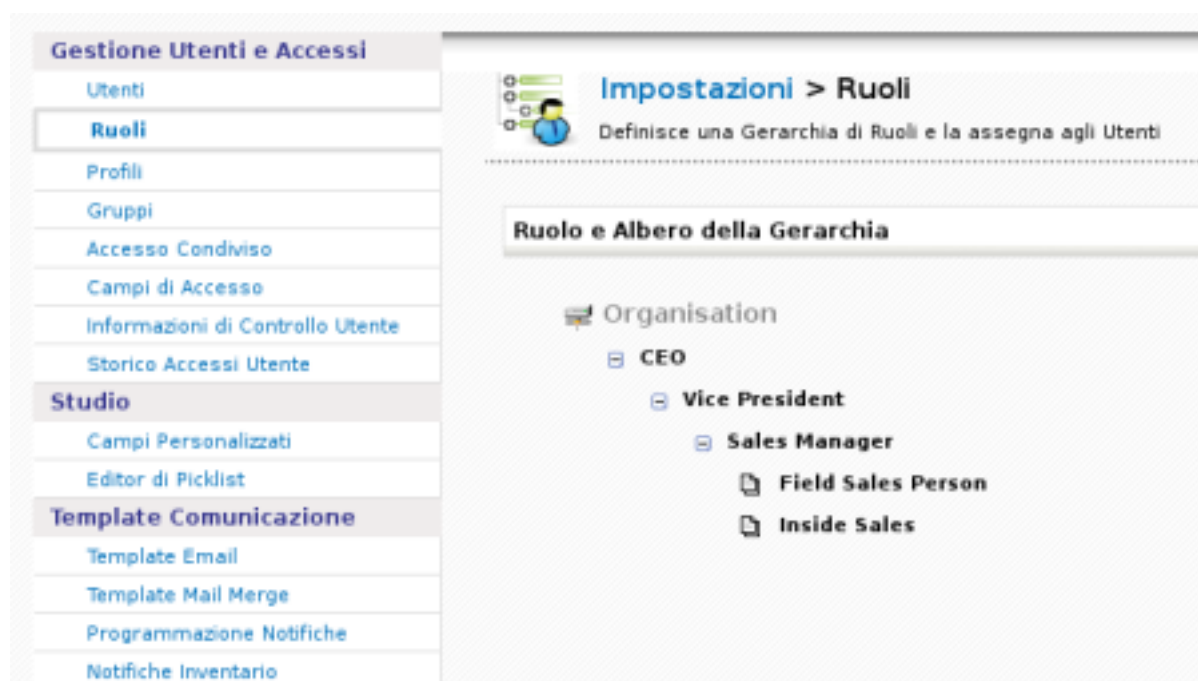 Gestione Utenti e Accessi
Utenti
Ruoli
Profili
Gruppi
Accesso Condiviso
Campi di Accesso
Informazioni di Controllo Utente
Storico Accessi Utente
Studio
Campi Personalizzati
Editor di Picklist
Template Comunicazione
Template Email
Template Mail Merge
Programmazione Notifiche
Notifiche Inventario
Impostazioni > Ruoli
Definisce una Gerarchia di Ruoli e la assegna agli Utenti
Ruolo e Albero della Gerarchia
Organisation
CEO
Vice President
Sales Manager
Field Sales Person
Inside Sales